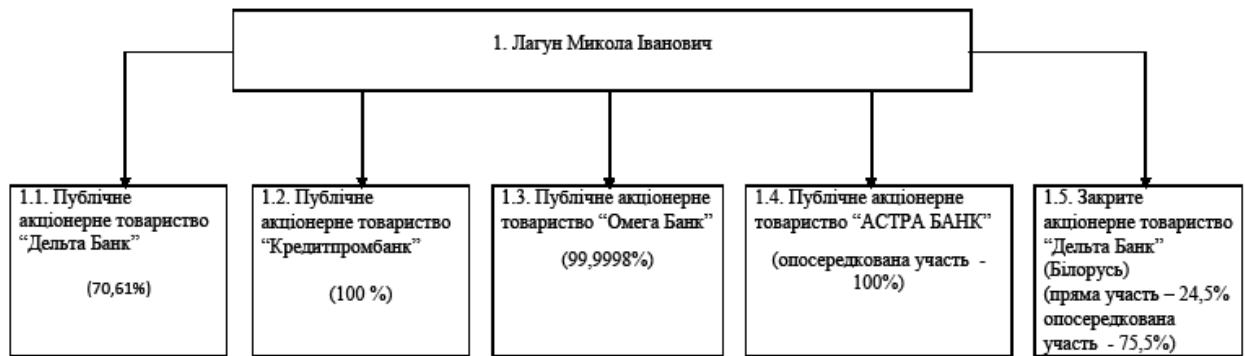 1. Лагун Микола Іванович
1.1. Публічне
акціонерне товариство
“Дельта Банк”
(70,61%)
1.2. Публічне
акціонерне товариство
“Кредитпромбанк”
(100 %)
1.3. Публічне акціонерне
товариство “Омега Банк”
(99,9998%)
1.4. Публічне акціонерне
товариство “АСТРА БАНК”
(опосередкована участь -
100%)
1.5. Закрите
акціонерне товариство
“Дельта Банк”
(Білорусь)
(пряма участь – 24,5%
опосередкована
участь - 75,5%)